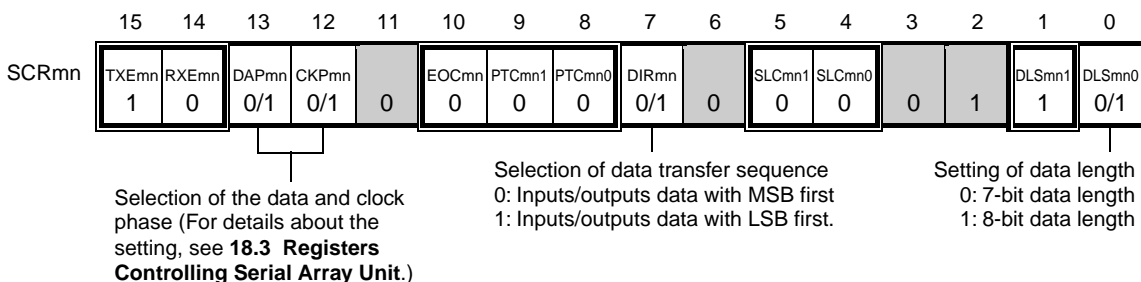 15 14 13 12 11 10 9 8 7 6 5 4 3 2 1 0
SCRmn TXEmn RXEmn DAPmn CKPmn EOCmn PTCmn1 PTCmn0 DIRmn SLCmn1 SLCmn0 DLSmn1 DLSmn0
1 0 0/1 0/1 0 0 0 0 0/1 0 0 0 0 1 1 0/1
Selection of the data and clock
phase (For details about the
setting, see 18.3 Registers
Controlling Serial Array Unit.)
Selection of data transfer sequence
0: Inputs/outputs data with MSB first
1: Inputs/outputs data with LSB first.
Setting of data length
0: 7-bit data length
1: 8-bit data length